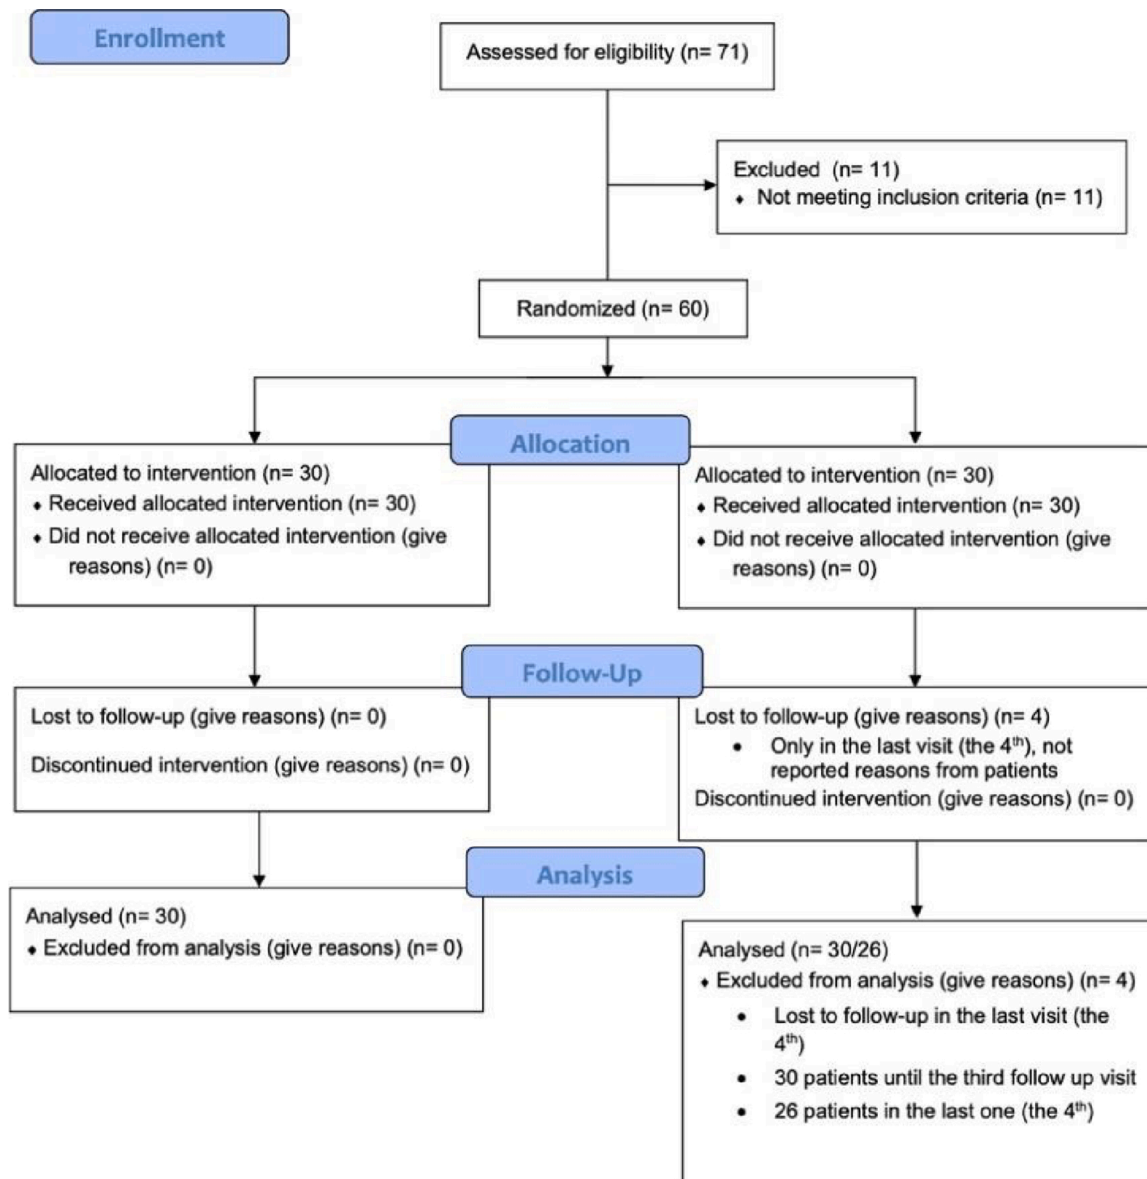 Enrollment
Assessed for eligibility (n= 71)
Excluded (n= 11)
♦ Not meeting inclusion criteria (n= 11)
Randomized (n= 60)
Allocation
Allocated to intervention (n= 30)
♦ Received allocated intervention (n= 30)
♦ Did not receive allocated intervention (give
reasons) (n= 0)
Allocated to intervention (n= 30)
♦ Received allocated intervention (n= 30)
♦ Did not receive allocated intervention (give
reasons) (n= 0)
Follow-Up
Lost to follow-up (give reasons) (n= 0)
Discontinued intervention (give reasons) (n= 0)
Lost to follow-up (give reasons) (n= 4)
• Only in the last visit (the 4th), not
reported reasons from patients
Discontinued intervention (give reasons) (n= 0)
Analysis
Analysed (n= 30)
♦ Excluded from analysis (give reasons) (n= 0)
Analysed (n= 30/26)
♦ Excluded from analysis (give reasons) (n= 4)
• Lost to follow-up in the last visit (the
4th)
• 30 patients until the third follow up visit
• 26 patients in the last one (the 4th)